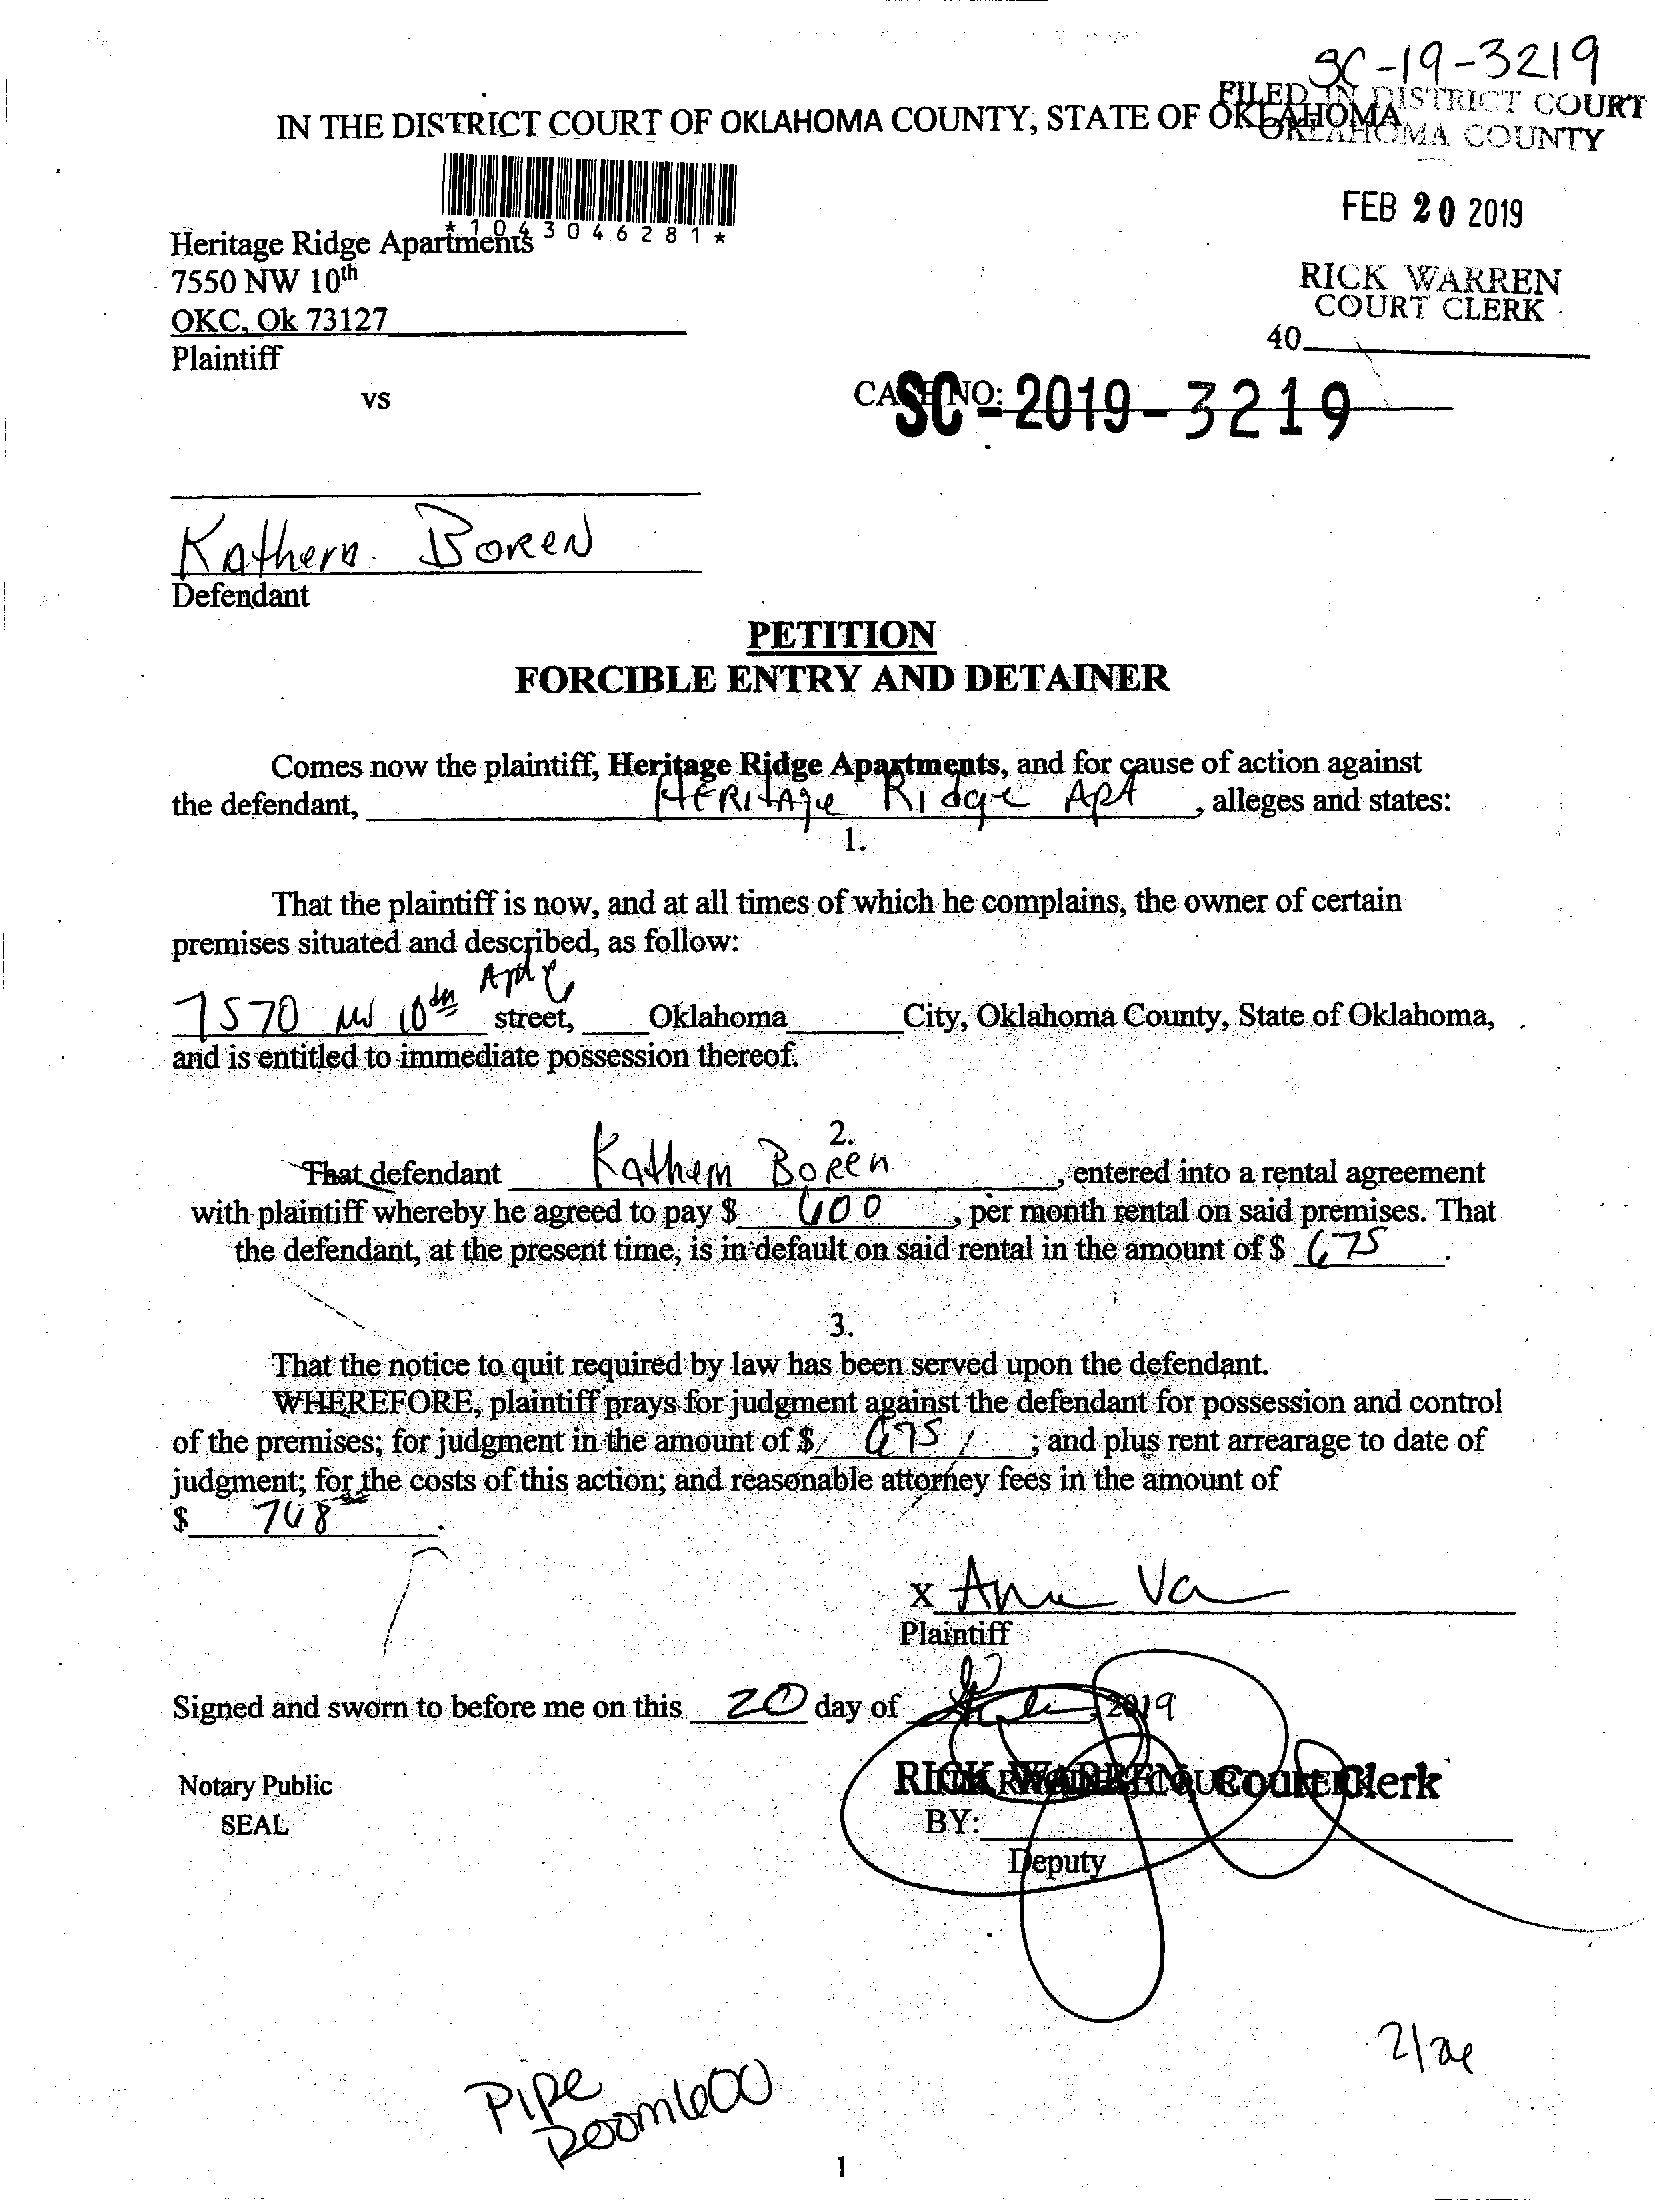 SC-19-3219
IN THE DISTRICT COURT OF OKLAHOMA COUNTY, STATE OF OKLAHOMA
FILED IN DISTRICT COURT
OKLAHOMA COUNTY
*1043046281*
FEB 20 2019
Heritage Ridge Apartments
7550 NW 10th
OKC, Ok 73127
Plaintiff
RICK WARREN
COURT CLERK
40
vs
CASE NO:
SC-2019-3219
Kathern Boren
Defendant
PETITION
FORCIBLE ENTRY AND DETAINER
Comes now the plaintiff, Heritage Ridge Apartments, and for cause of action against
the defendant, Heritage Ridge Apt, alleges and states:
1.
That the plaintiff is now, and at all times of which he complains, the owner of certain
premises situated and described, as follow:
7570 NW 10th Apt street, Oklahoma City, Oklahoma County, State of Oklahoma,
and is entitled to immediate possession thereof.
2.
That defendant Kathern Boren, entered into a rental agreement
with plaintiff whereby he agreed to pay $ 600, per month rental on said premises. That
the defendant, at the present time, is in default on said rental in the amount of $ 675.
3.
That the notice to quit required by law has been served upon the defendant.
WHEREFORE, plaintiff prays for judgment against the defendant for possession and control
of the premises; for judgment in the amount of $ 675; and plus rent arrearage to date of
judgment; for the costs of this action; and reasonable attorney fees in the amount of
$ 768.
x
Plaintiff
Signed and sworn to before me on this 20 day of , 2019
RICK WARREN Court Clerk
Notary Public
SEAL
BY:
Deputy
Pipe
Room 600
1